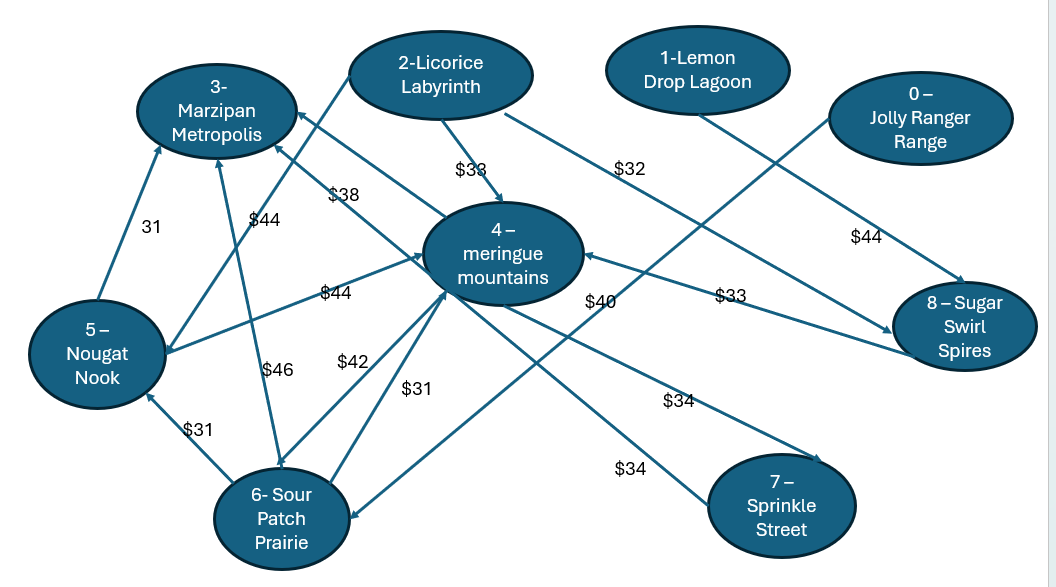 2-Licorice
Labyrinth
1-Lemon
Drop Lagoon
3-
Marzipan
Metropolis
0 –
Jolly Ranger
Range
$33
$32
$38
$44
31
$44
4 –
meringue
mountains
$44
$40
$33
8 – Sugar
Swirl
Spires
5 –
Nougat
Nook
$46
$42
$31
$34
$31
$34
6- Sour
Patch
Prairie
7 –
Sprinkle
Street